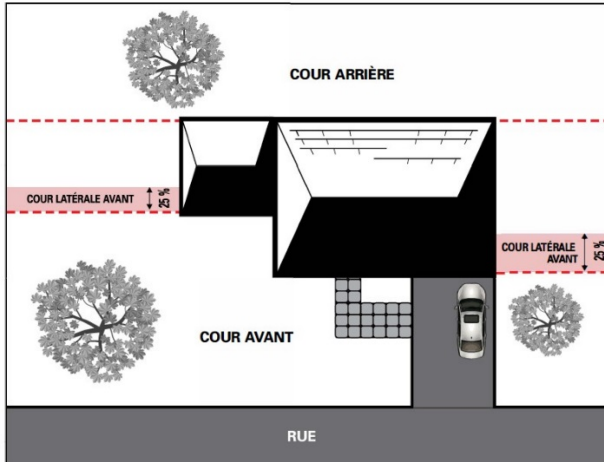 COUR ARRIÈRE
COUR LATÉRALE AVANT
25 %
COUR LATÉRALE
AVANT
25 %
COUR AVANT
RUE